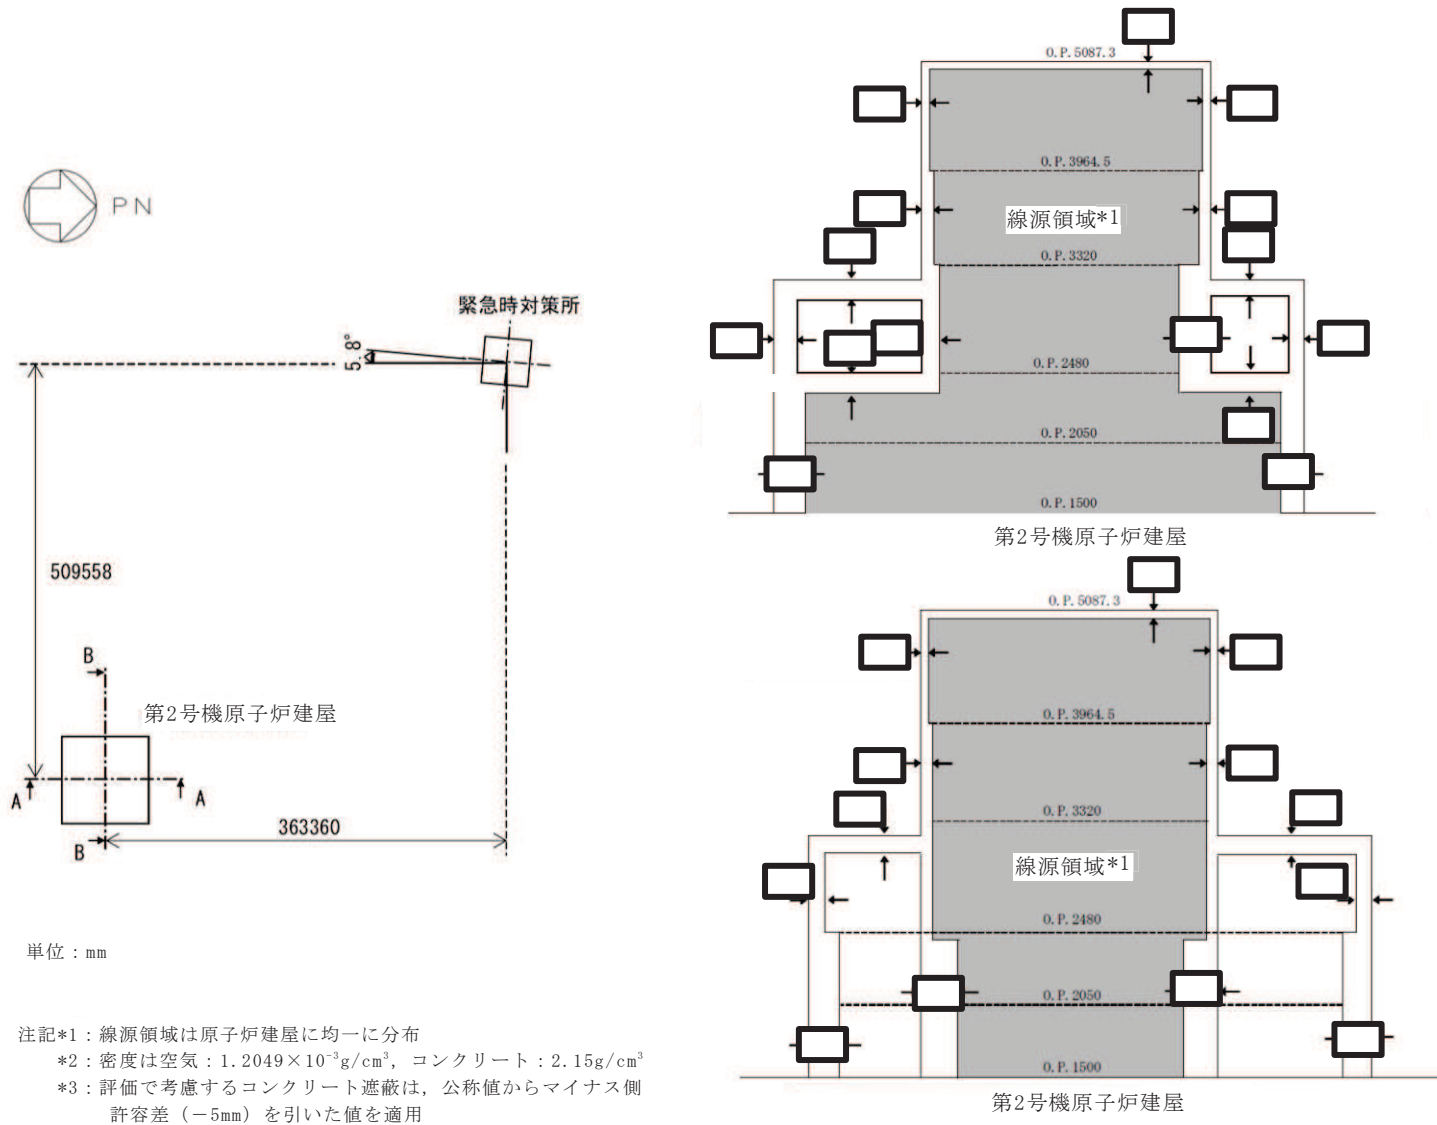 PN
緊急時対策所
5.8°
509558
B
第2号機原子炉建屋
A
A
363360
B
単位：mm
注記*1：線源領域は原子炉建屋に均一に分布
*2：密度は空気：1.2049×10⁻³g/cm³，コンクリート：2.15g/cm³
*3：評価で考慮するコンクリート遮蔽は，公称値からマイナス側
許容差（－5mm）を引いた値を適用
O.P.5087.3
O.P.3964.5
線源領域*1
O.P.3320
O.P.2480
O.P.2050
O.P.1500
第2号機原子炉建屋
O.P.5087.3
O.P.3964.5
O.P.3320
線源領域*1
O.P.2480
O.P.2050
O.P.1500
第2号機原子炉建屋